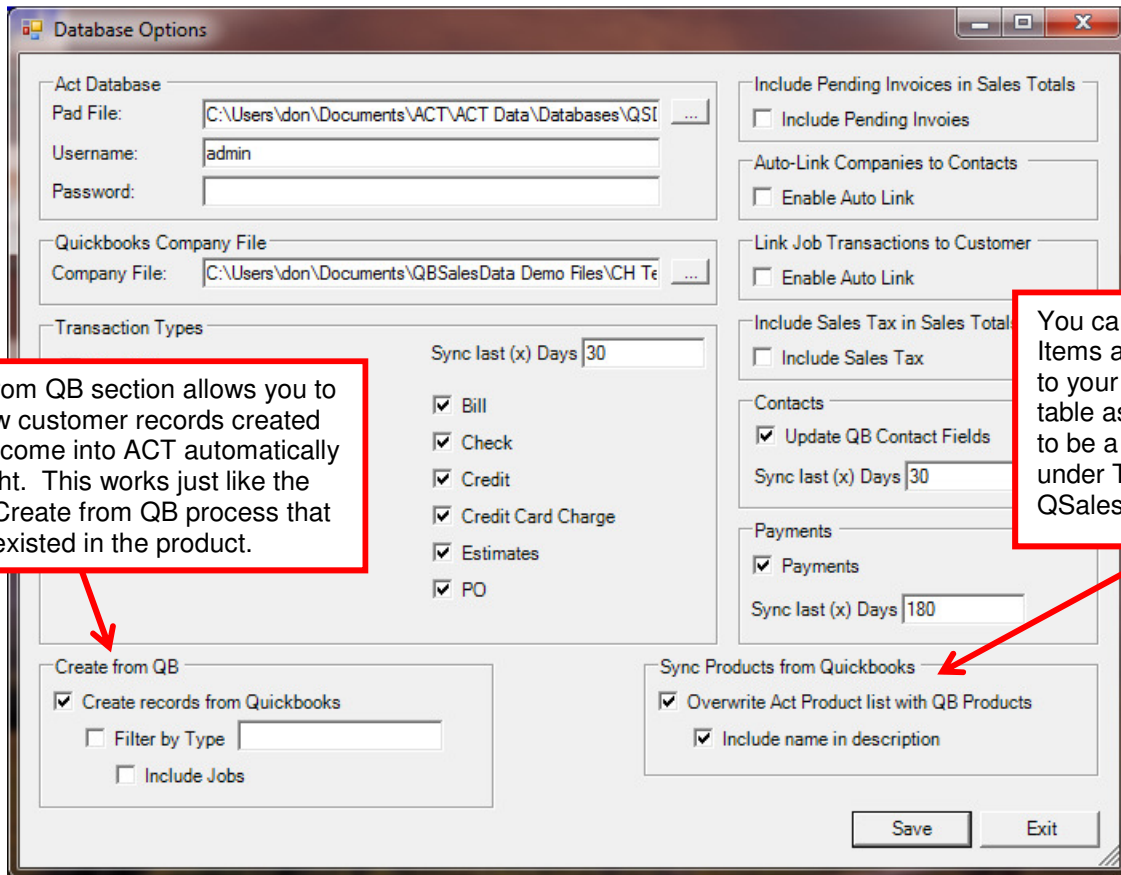 Database Options
Act Database
Pad File:
C:\Users\don\Documents\ACT\ACT Data\Databases\QSI
...
Username:
admin
Password:
Quickbooks Company File
Company File:
C:\Users\don\Documents\QBSalesData Demo Files\CH Te
...
Transaction Types
Sync last (x) Days 30
Bill
Check
Credit
Credit Card Charge
Estimates
PO
om QB section allows you to
w customer records created
come into ACT automatically
ht. This works just like the
Create from QB process that
existed in the product.
Create from QB
Create records from Quickbooks
Filter by Type
Include Jobs
Include Pending Invoices in Sales Totals
Include Pending Invoies
Auto-Link Companies to Contacts
Enable Auto Link
Link Job Transactions to Customer
Enable Auto Link
Include Sales Tax in Sales Totals
Include Sales Tax
Contacts
Update QB Contact Fields
Sync last (x) Days 30
Payments
Payments
Sync last (x) Days 180
You ca
Items a
to your
table as
to be a
under T
QSales
Sync Products from Quickbooks
Overwrite Act Product list with QB Products
Include name in description
Save
Exit